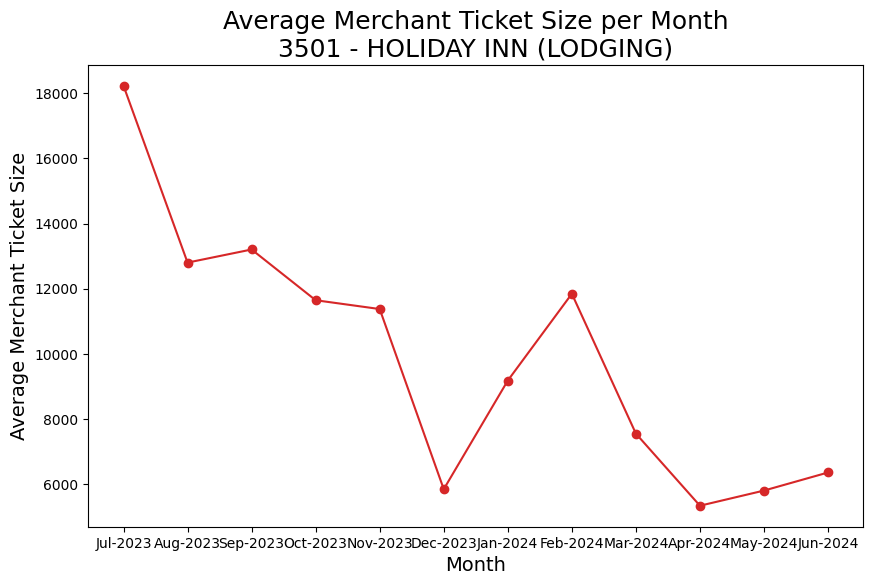 Average Merchant Ticket Size per Month
3501 - HOLIDAY INN (LODGING)
Average Merchant Ticket Size
18000
16000
14000
12000
10000
8000
6000
Jul-2023 Aug-2023 Sep-2023 Oct-2023 Nov-2023 Dec-2023 Jan-2024 Feb-2024 Mar-2024 Apr-2024 May-2024 Jun-2024
Month